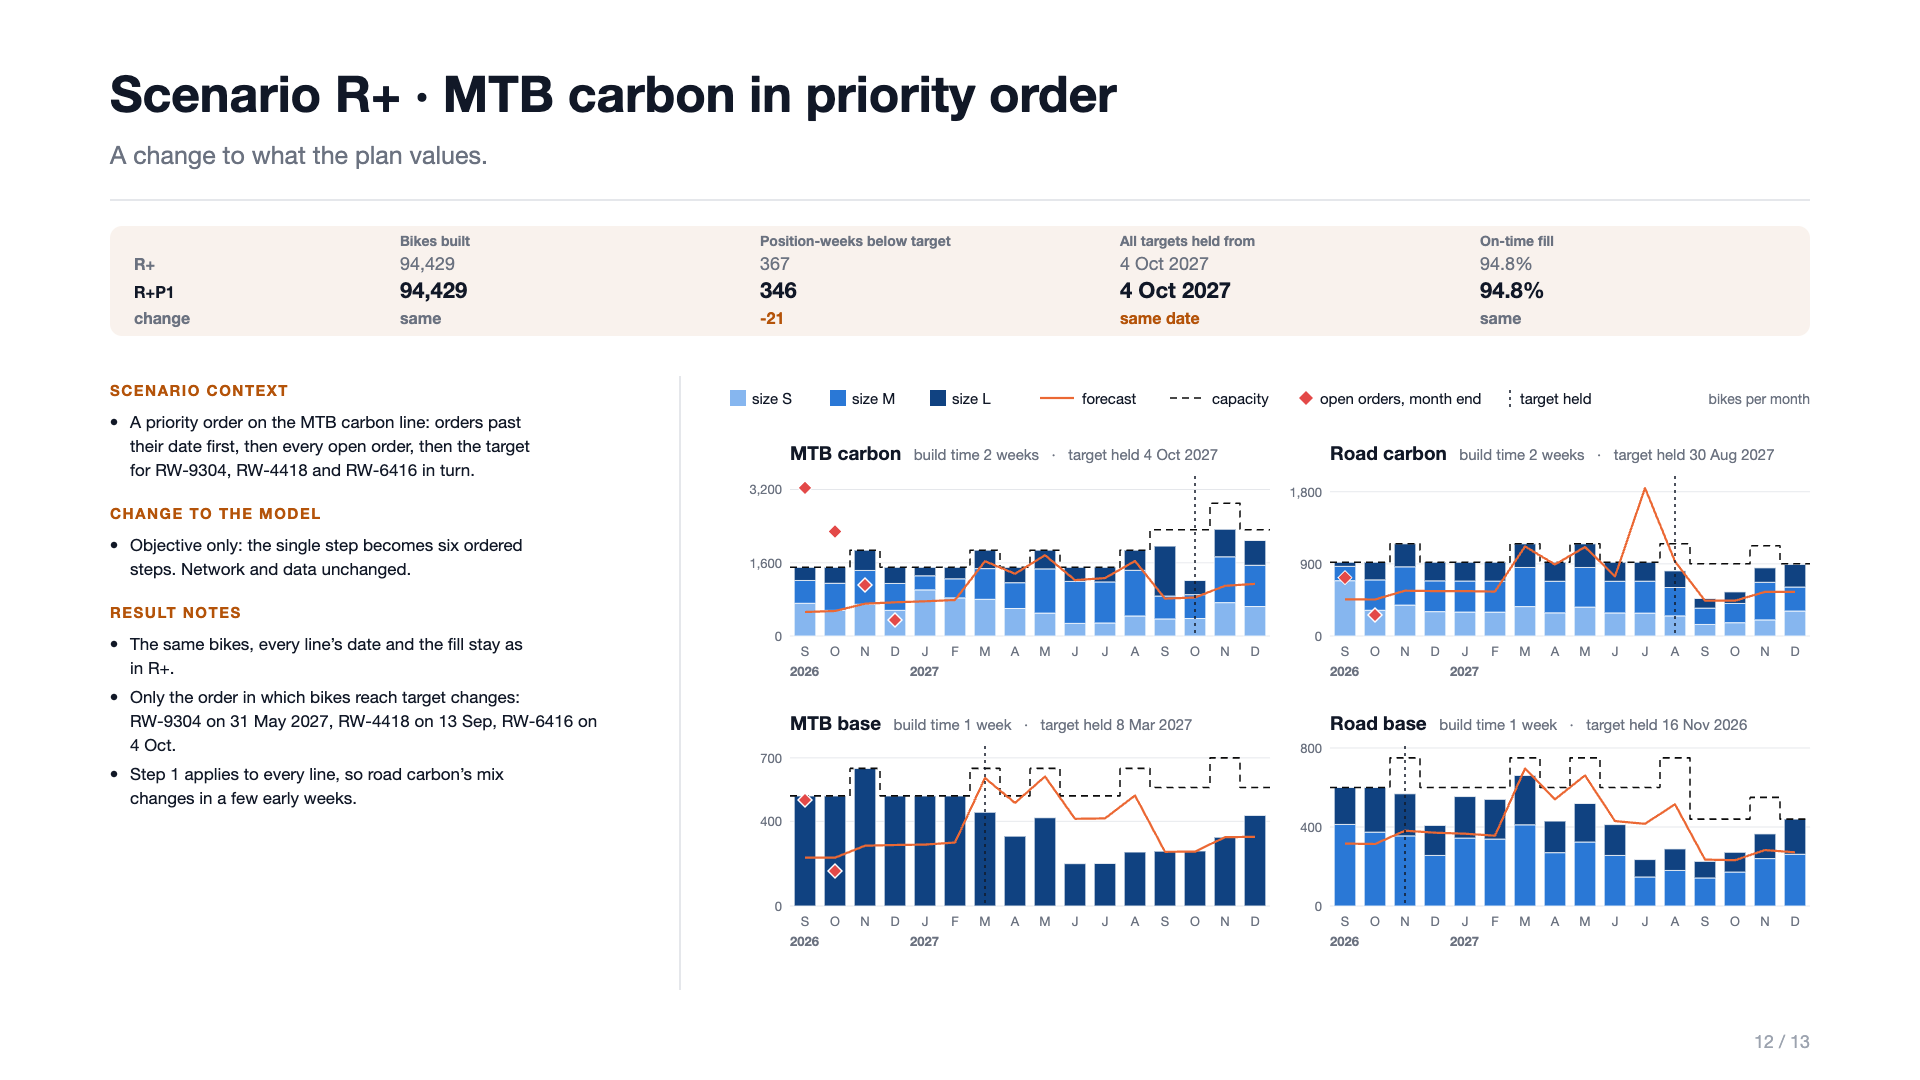 Scenario R+ · MTB carbon in priority order
A change to what the plan values.
Bikes built Position-weeks below target All targets held from On-time fill
R+ 94,429 367 4 Oct 2027 94.8%
R+P1 94,429 346 4 Oct 2027 94.8%
change same -21 same date same
SCENARIO CONTEXT
• A priority order on the MTB carbon line: orders past
their date first, then every open order, then the target
for RW-9304, RW-4418 and RW-6416 in turn.
CHANGE TO THE MODEL
• Objective only: the single step becomes six ordered
steps. Network and data unchanged.
RESULT NOTES
• The same bikes, every line’s date and the fill stay as
in R+.
• Only the order in which bikes reach target changes:
RW-9304 on 31 May 2027, RW-4418 on 13 Sep, RW-6416 on
4 Oct.
• Step 1 applies to every line, so road carbon’s mix
changes in a few early weeks.
size S size M size L forecast capacity open orders, month end target held bikes per month
MTB carbon build time 2 weeks · target held 4 Oct 2027
3,200
1,600
0
S O N D J F M A M J J A S O N D
2026 2027
Road carbon build time 2 weeks · target held 30 Aug 2027
1,800
900
0
S O N D J F M A M J J A S O N D
2026 2027
MTB base build time 1 week · target held 8 Mar 2027
700
400
0
S O N D J F M A M J J A S O N D
2026 2027
Road base build time 1 week · target held 16 Nov 2026
800
400
0
S O N D J F M A M J J A S O N D
2026 2027
12 / 13